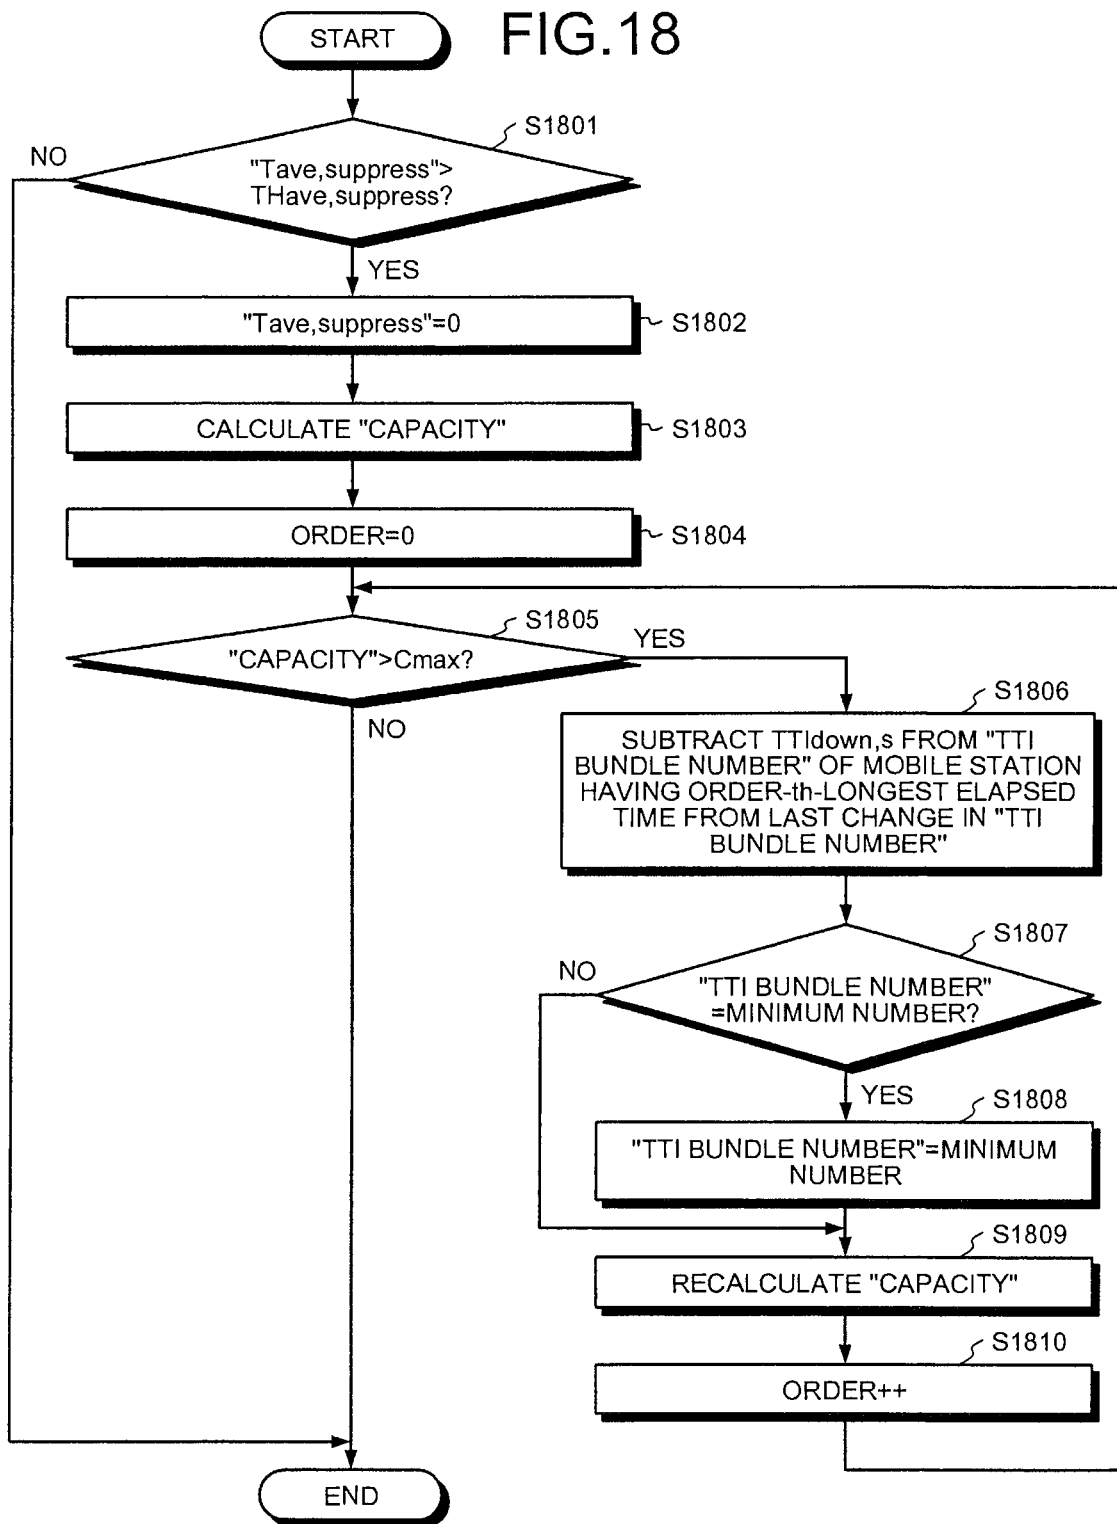 FIG.18
START
S1801
NO
"Tave,suppress">
THave,suppress?
YES
"Tave,suppress"=0
S1802
CALCULATE "CAPACITY"
S1803
ORDER=0
S1804
S1805
"CAPACITY">Cmax?
YES
NO
S1806
SUBTRACT TTIdown,s FROM "TTI
BUNDLE NUMBER" OF MOBILE STATION
HAVING ORDER-th-LONGEST ELAPSED
TIME FROM LAST CHANGE IN "TTI
BUNDLE NUMBER"
S1807
NO
"TTI BUNDLE NUMBER"
=MINIMUM NUMBER?
YES
S1808
"TTI BUNDLE NUMBER"=MINIMUM
NUMBER
S1809
RECALCULATE "CAPACITY"
S1810
ORDER++
END